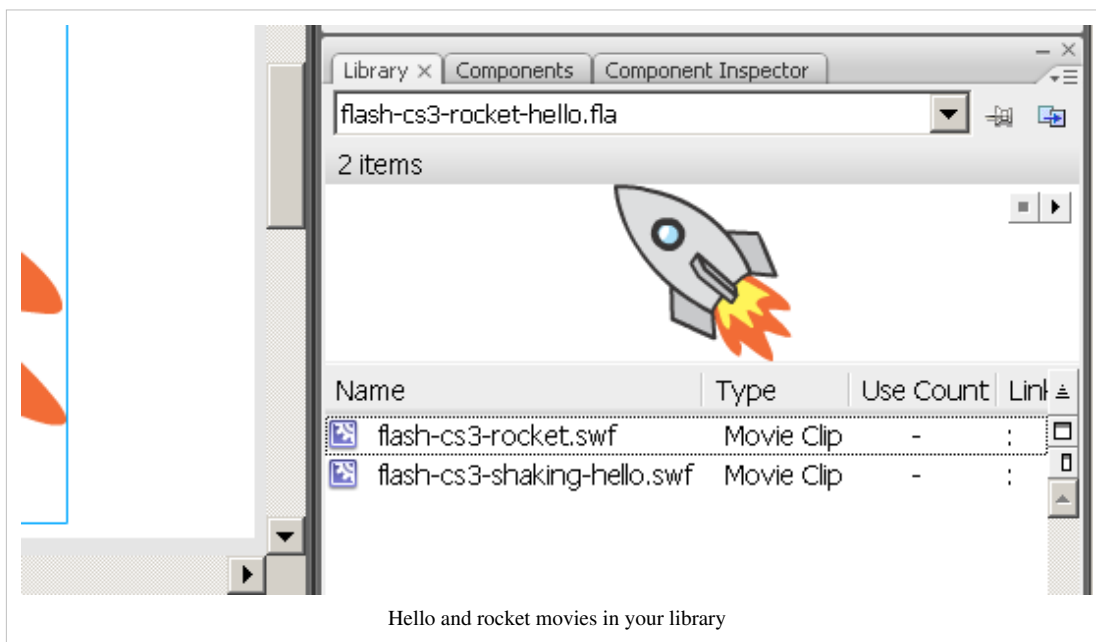 Library × Components Component Inspector
flash-cs3-rocket-hello.fla
2 items
Name Type Use Count Link
flash-cs3-rocket.swf Movie Clip - :
flash-cs3-shaking-hello.swf Movie Clip - :
Hello and rocket movies in your library